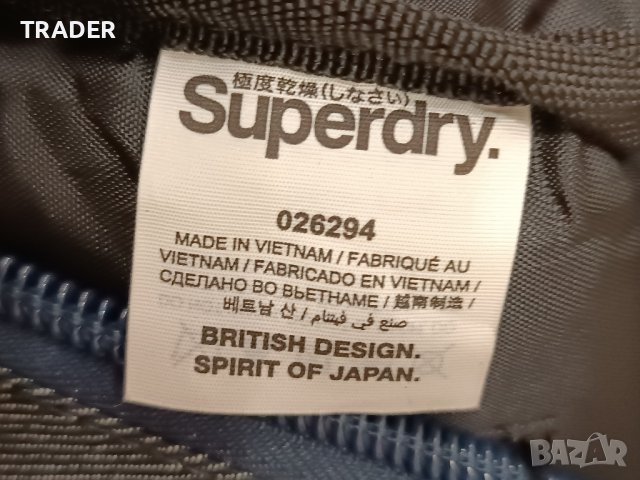 TRADER
極度乾燥(しなさい)
Superdry.
026294
MADE IN VIETNAM / FABRIQUÉ AU
VIETNAM / FABRICADO EN VIETNAM /
СДЕЛАНО ВО ВЬЕТНАМЕ / 越南制造 /
베트남 산 / صنع في فيتنام /
BRITISH DESIGN.
SPIRIT OF JAPAN.
BAZAR